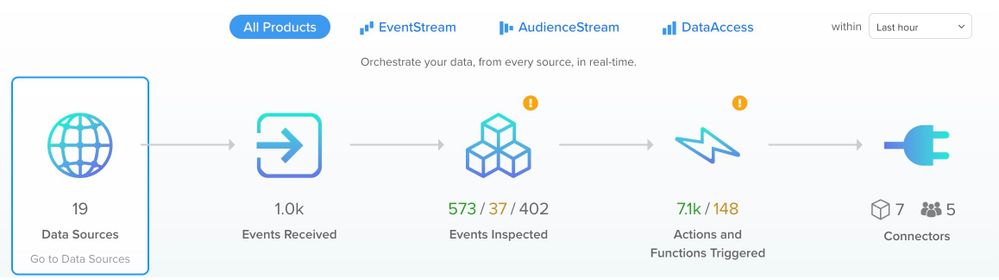 All Products EventStream AudienceStream DataAccess within Last hour
Orchestrate your data, from every source, in real-time.
! !
19 1.0k 573 / 37 / 402 7.1k / 148 7 5
Data Sources Events Received Events Inspected Actions and Connectors
Go to Data Sources Functions Triggered